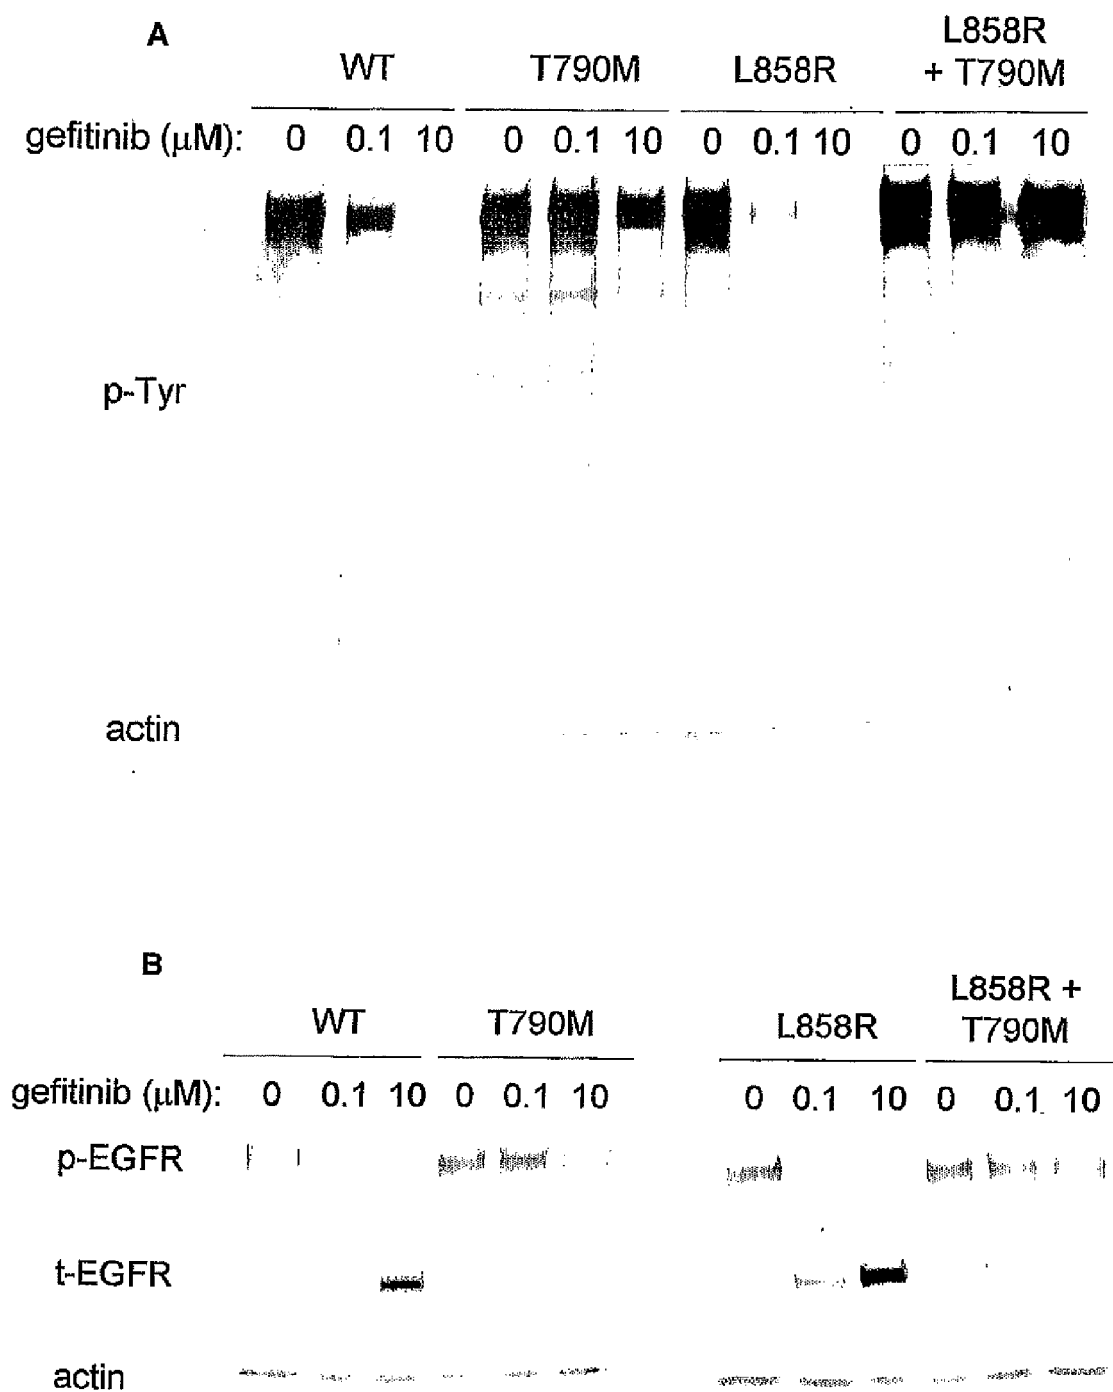 A
WT T790M L858R L858R
+ T790M
gefitinib (μM): 0 0.1 10 0 0.1 10 0 0.1 10 0 0.1 10
p-Tyr
actin
B
WT T790M L858R L858R +
T790M
gefitinib (μM): 0 0.1 10 0 0.1 10 0 0.1 10 0 0.1 10
p-EGFR
t-EGFR
actin